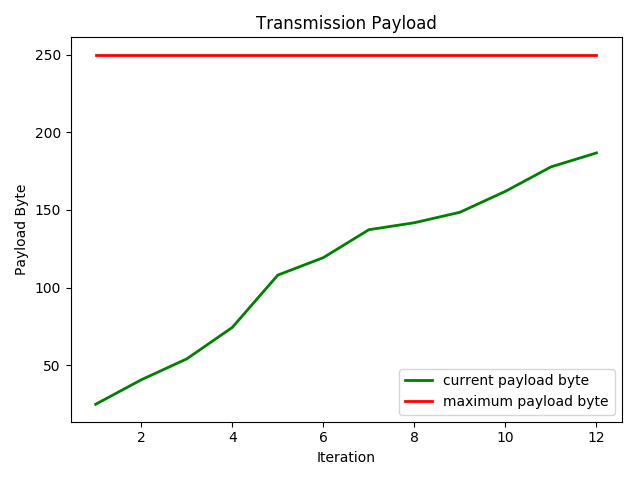 Transmission Payload
Payload Byte
250
200
150
100
50
2
4
6
8
10
12
Iteration
current payload byte
maximum payload byte